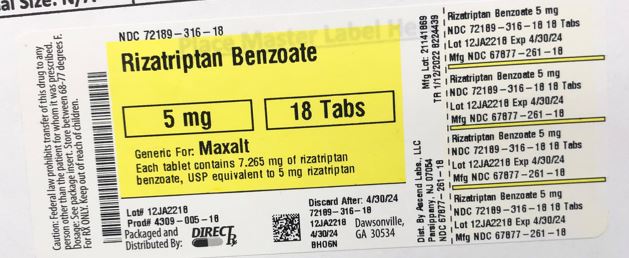 NDC 72189-316-18
Rizatriptan Benzoate
5 mg
18 Tabs
Generic For: Maxalt
Each tablet contains 7.265 mg of rizatriptan
benzoate, USP equivalent to 5 mg rizatriptan
Lot# 12JA2218
Prod# 4309-005-18
Packaged and
Distributed By:
DIRECT Rx
Discard After: 4/30/24
72189-316-18
12JA2218
4/30/24
BH06N
Dawsonville,
GA 30534
Caution: Federal law prohibits transfer of this drug to any
person other than the patient for whom it was prescribed.
Dosage: See package insert. Store between 68-77 degrees F.
For RX ONLY. Keep out of reach of children.
Mfg Lot: 21141869
TR 1/12/2022 8224439
Dist. By Ascend Labs, LLC
Parsippany, NJ 07054
NDC 67877-261-18
Rizatriptan Benzoate 5 mg
NDC 72189-316-18 18 Tabs
Lot 12JA2218 Exp 4/30/24
Mfg NDC 67877-261-18
Rizatriptan Benzoate 5 mg
NDC 72189-316-18 18 Tabs
Lot 12JA2218 Exp 4/30/24
Mfg NDC 67877-261-18
Rizatriptan Benzoate 5 mg
NDC 72189-316-18 18 Tabs
Lot 12JA2218 Exp 4/30/24
Mfg NDC 67877-261-18
Rizatriptan Benzoate 5 mg
NDC 72189-316-18 18 Tabs
Lot 12JA2218 Exp 4/30/24
Mfg NDC 67877-261-18
Place Master Label He